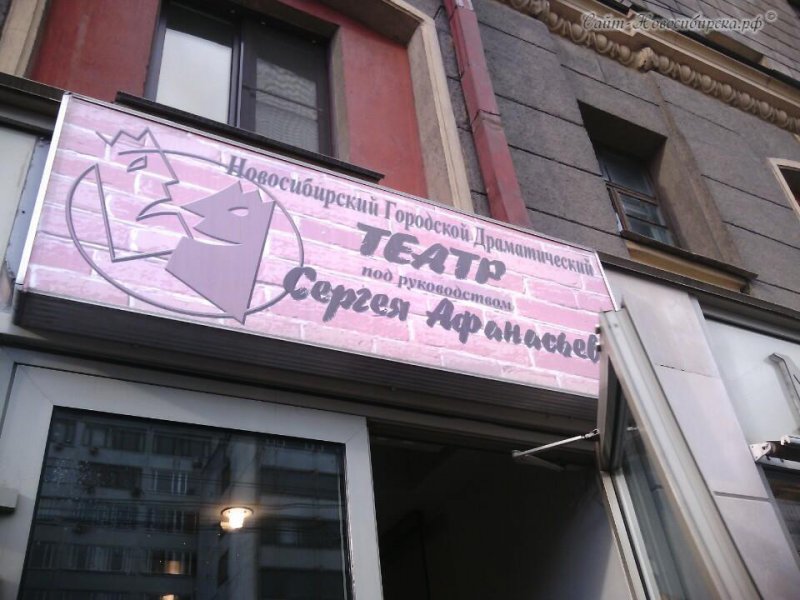 Сайт-Новосибирска.рф©
Новосибирский Городской Драматический
ТЕАТР
под руководством
Сергея Афанасьев